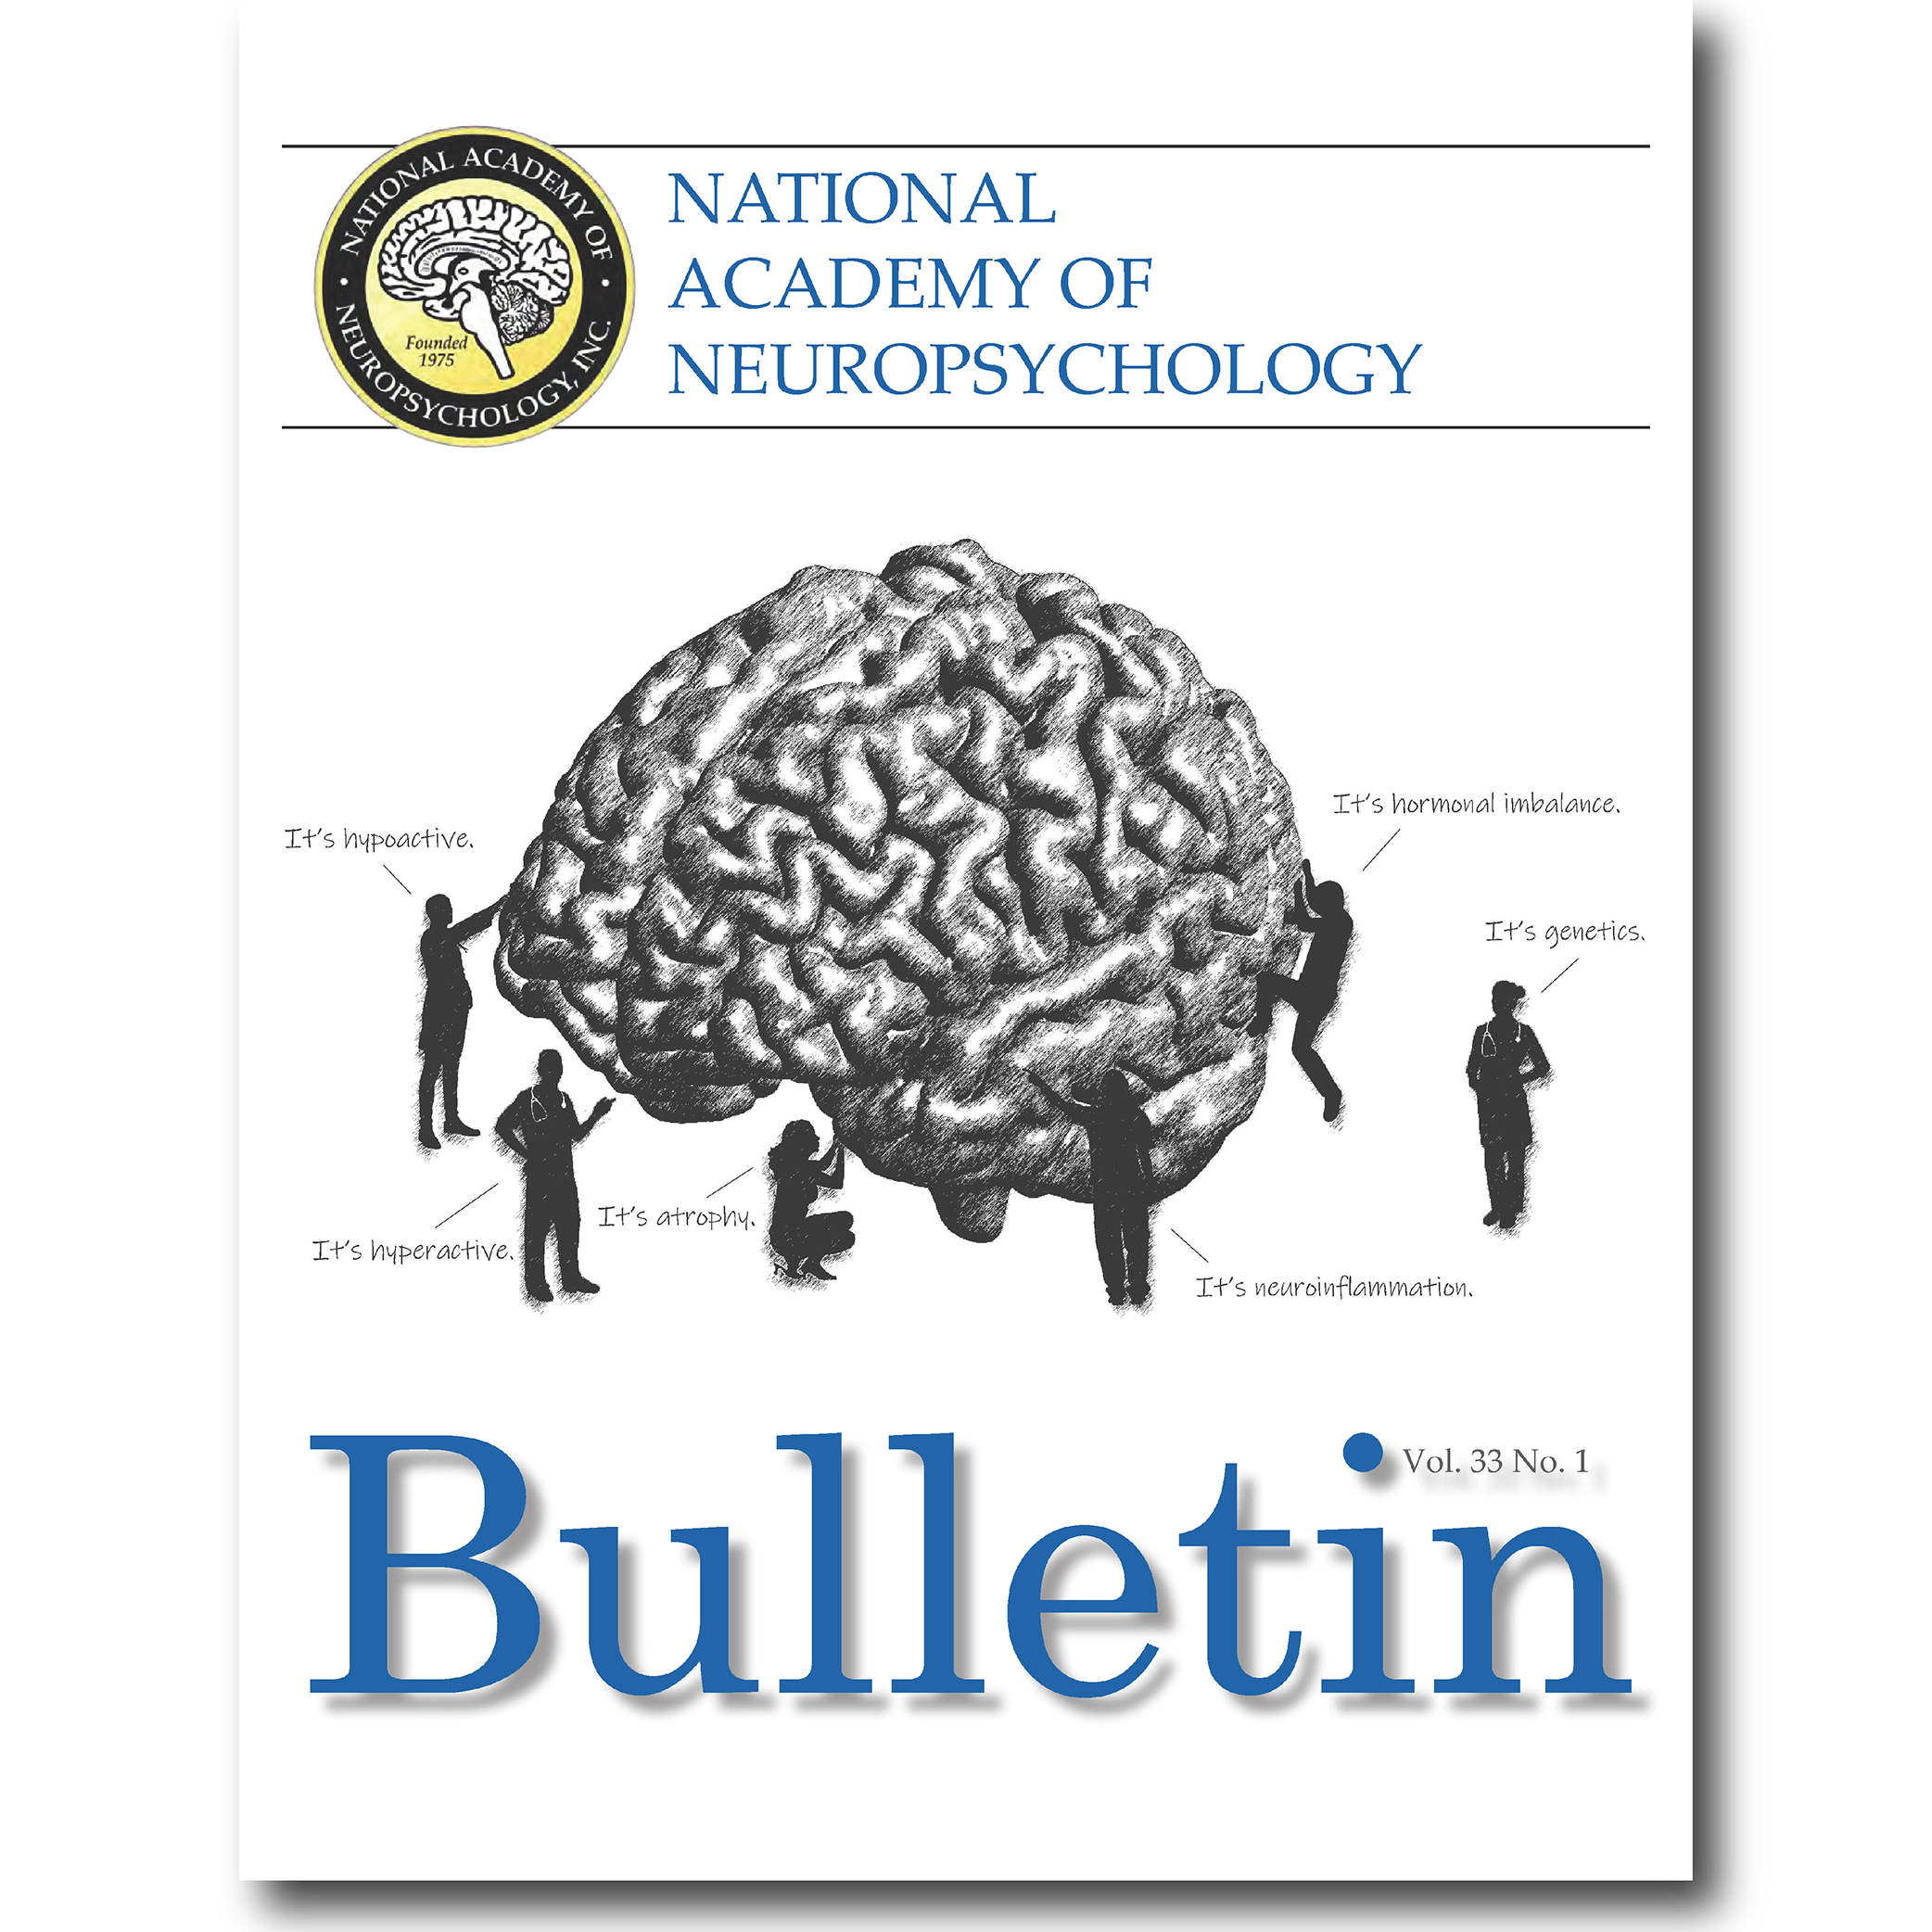 NATIONAL ACADEMY OF
NEUROPSYCHOLOGY, INC.
Founded
1975
NATIONAL
ACADEMY OF
NEUROPSYCHOLOGY
It's hypoactive.
It's hormonal imbalance.
It's genetics.
It's hyperactive.
It's atrophy.
It's neuroinflammation.
Bulletin
Vol. 33 No. 1